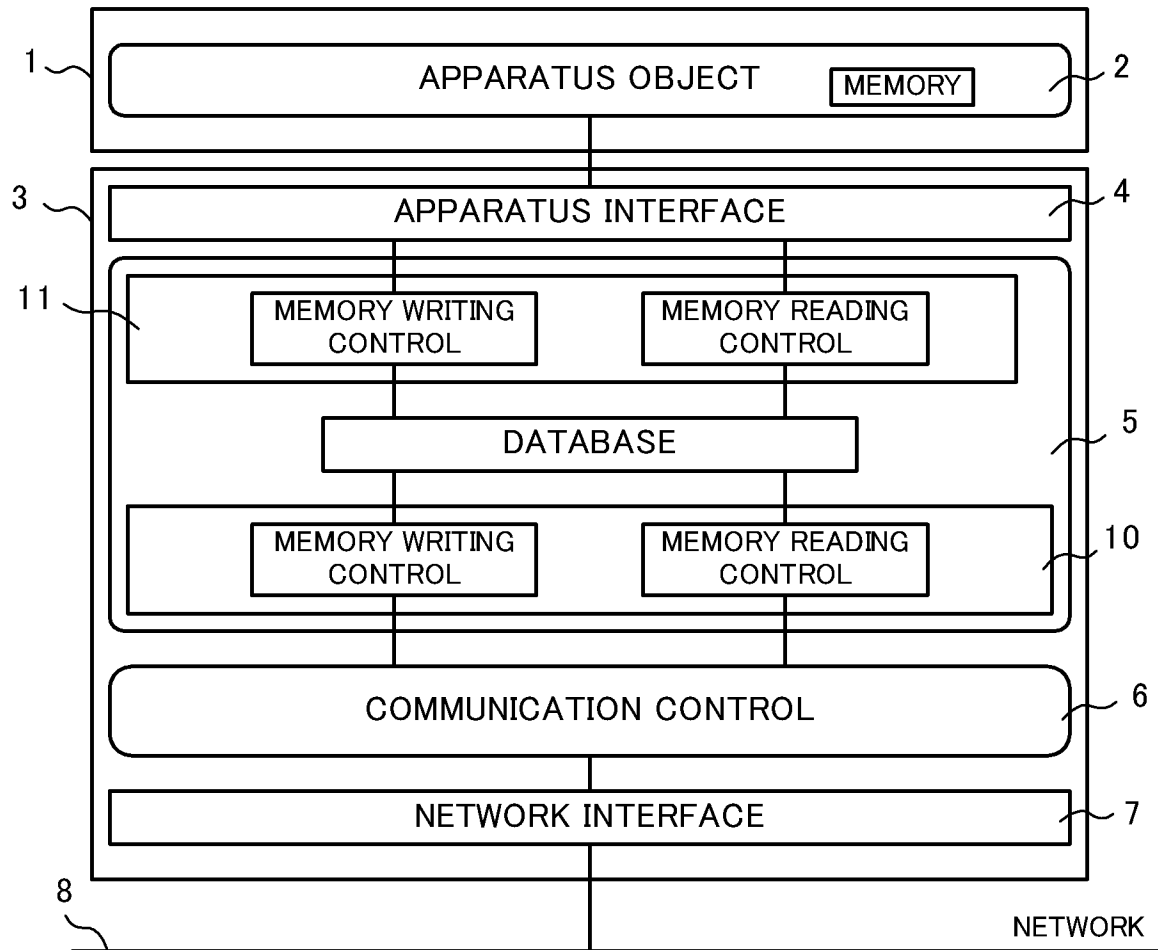 1
APPARATUS OBJECT
MEMORY
2
3
APPARATUS INTERFACE
4
11
MEMORY WRITING
CONTROL
MEMORY READING
CONTROL
DATABASE
5
MEMORY WRITING
CONTROL
MEMORY READING
CONTROL
10
COMMUNICATION CONTROL
6
NETWORK INTERFACE
7
8
NETWORK